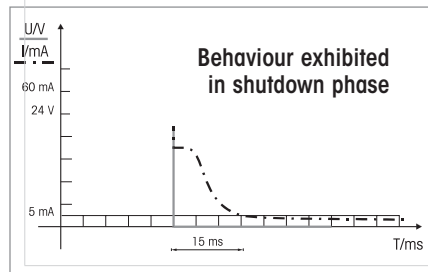 U/V
I/mA
Behaviour exhibited
in shutdown phase
60 mA
24 V
5 mA
T/ms
15 ms